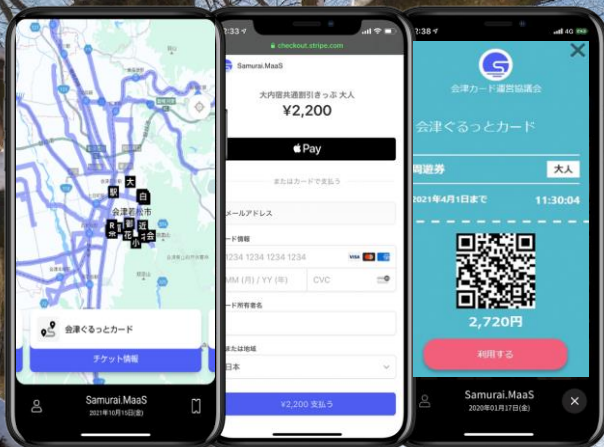 大
駅
白
会津若松市
R
御
近
奈
花
会
小
会津ぐるっとカード
チケット情報
Samurai.MaaS
2021年10月15日(金)
2:33
checkout.stripe.com
Samurai.MaaS
大内宿共通割引きっぷ 大人
¥2,200
Pay
またはカードで支払う
メールアドレス
ード情報
1234 1234 1234 1234
VISA
MM (月) / YY (年)
CVC
ード所有者名
または地域
日本
¥2,200 支払う
2:38
4G
会津カード運営協議会
会津ぐるっとカード
周遊券
大人
2021年4月1日まで
11:30:04
2,720円
利用する
Samurai.MaaS
2020年01月17日(金)